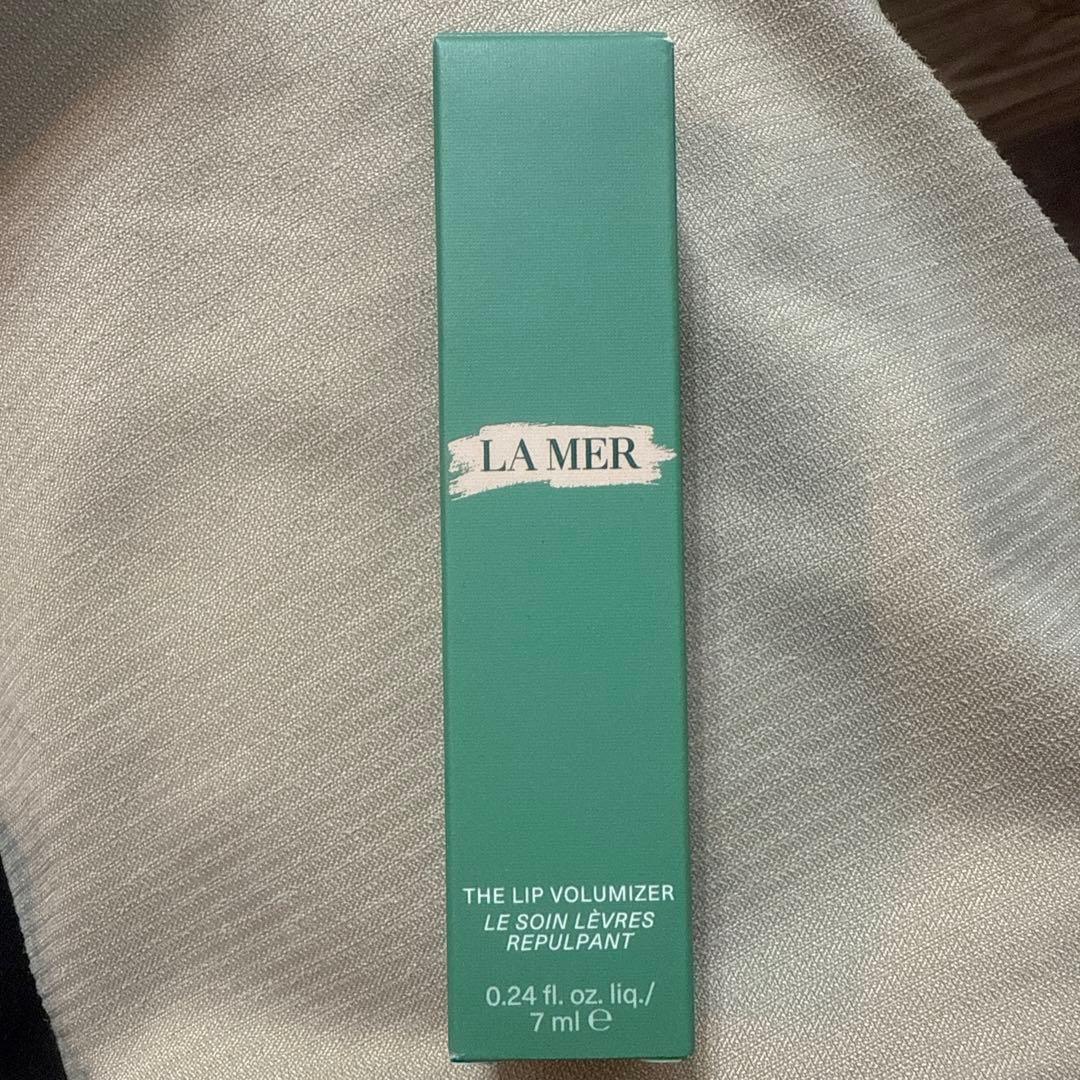 LA MER
THE LIP VOLUMIZER
LE SOIN LÈVRES
REPULPANT
0.24 fl. oz. liq./
7 ml ℮